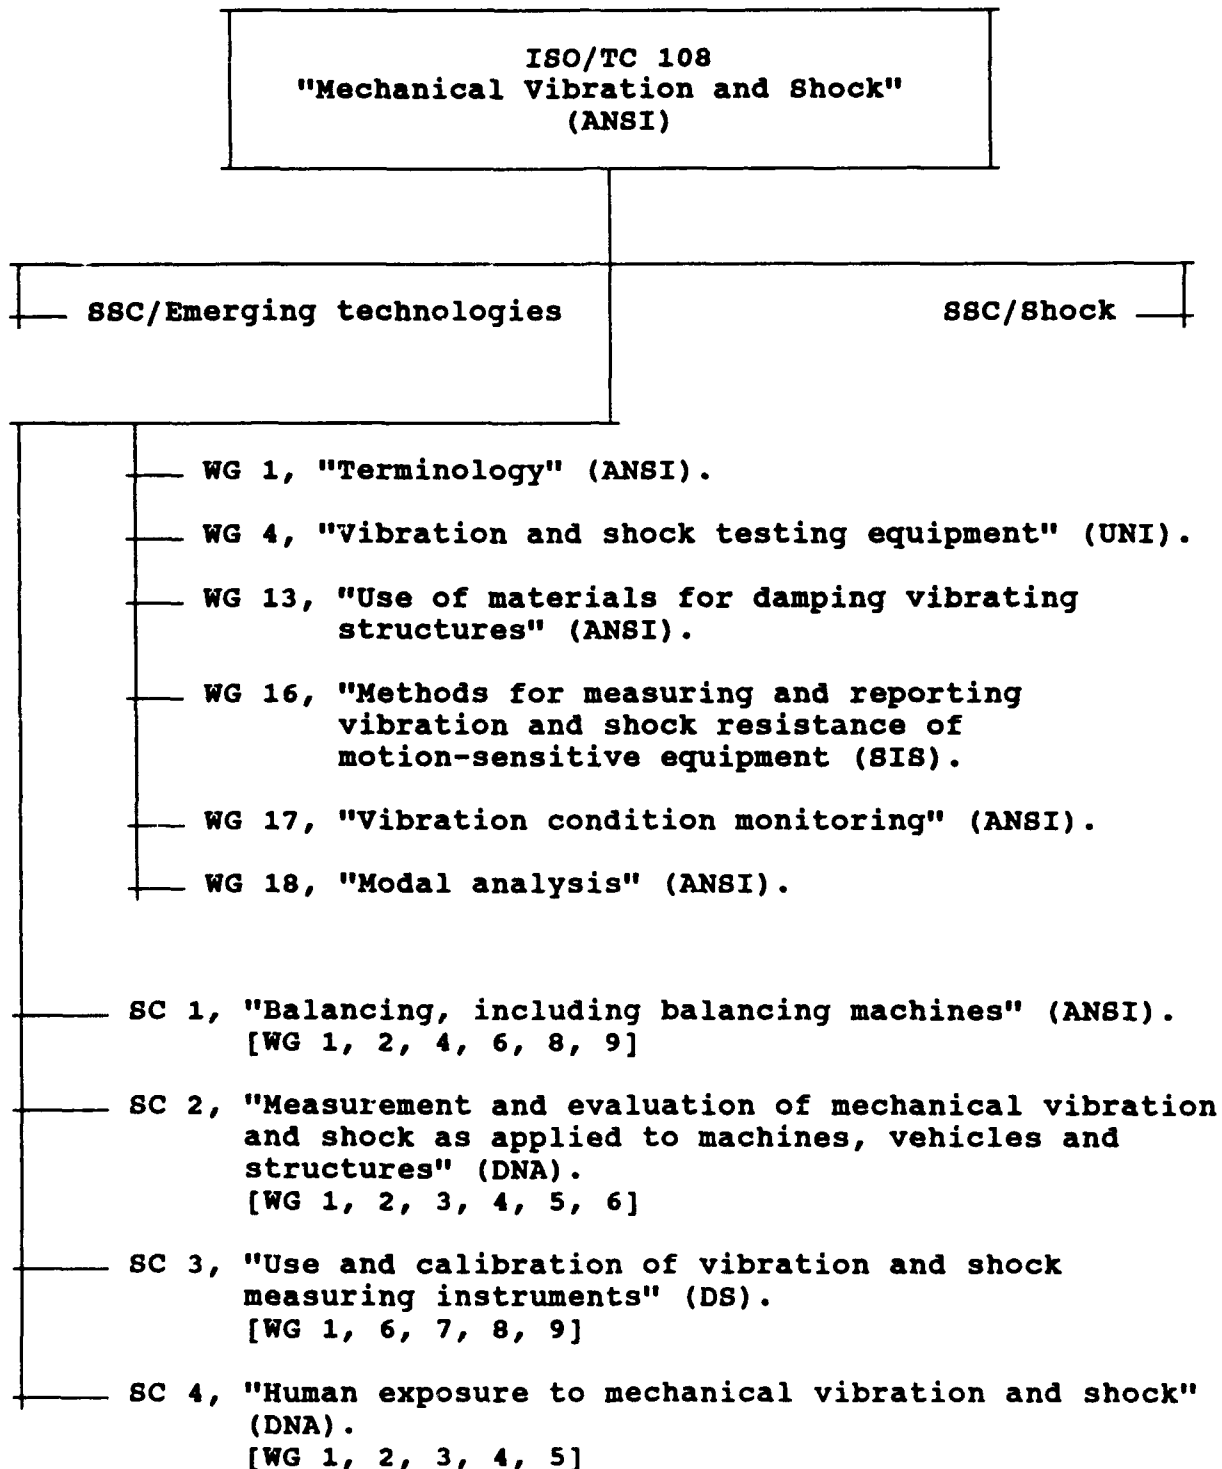 ISO/TC 108
"Mechanical Vibration and Shock"
(ANSI)
SSC/Emerging technologies
SSC/Shock
WG 1, "Terminology" (ANSI).
WG 4, "Vibration and shock testing equipment" (UNI).
WG 13, "Use of materials for damping vibrating
structures" (ANSI).
WG 16, "Methods for measuring and reporting
vibration and shock resistance of
motion-sensitive equipment (SIS).
WG 17, "Vibration condition monitoring" (ANSI).
WG 18, "Modal analysis" (ANSI).
SC 1, "Balancing, including balancing machines" (ANSI).
[WG 1, 2, 4, 6, 8, 9]
SC 2, "Measurement and evaluation of mechanical vibration
and shock as applied to machines, vehicles and
structures" (DNA).
[WG 1, 2, 3, 4, 5, 6]
SC 3, "Use and calibration of vibration and shock
measuring instruments" (DS).
[WG 1, 6, 7, 8, 9]
SC 4, "Human exposure to mechanical vibration and shock"
(DNA).
[WG 1, 2, 3, 4, 5]